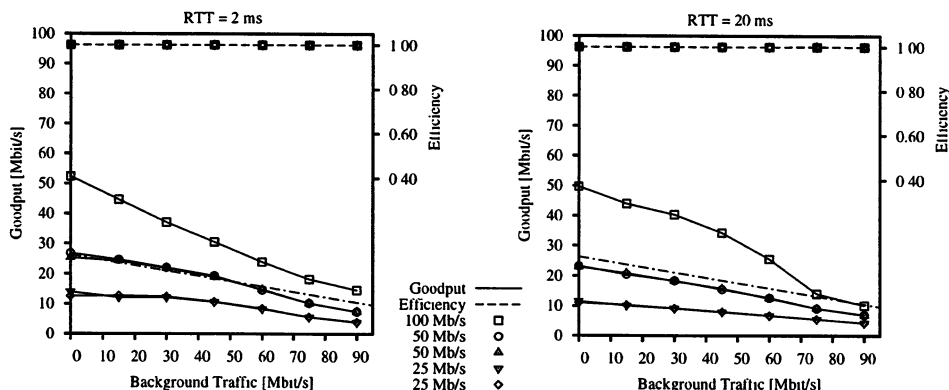 RTT = 2 ms
100
90
80
70
60
50
40
30
20
10
0
Goodput [Mbit/s]
1 00
0 80
0 60
0 40
Efficiency
0 10 20 30 40 50 60 70 80 90
Background Traffic [Mbit/s]
Goodput
Efficiency
100 Mb/s
50 Mb/s
50 Mb/s
25 Mb/s
25 Mb/s
RTT = 20 ms
100
90
80
70
60
50
40
30
20
10
0
Goodput [Mbit/s]
1 00
0 80
0 60
0 40
Efficiency
0 10 20 30 40 50 60 70 80 90
Background Traffic [Mbit/s]